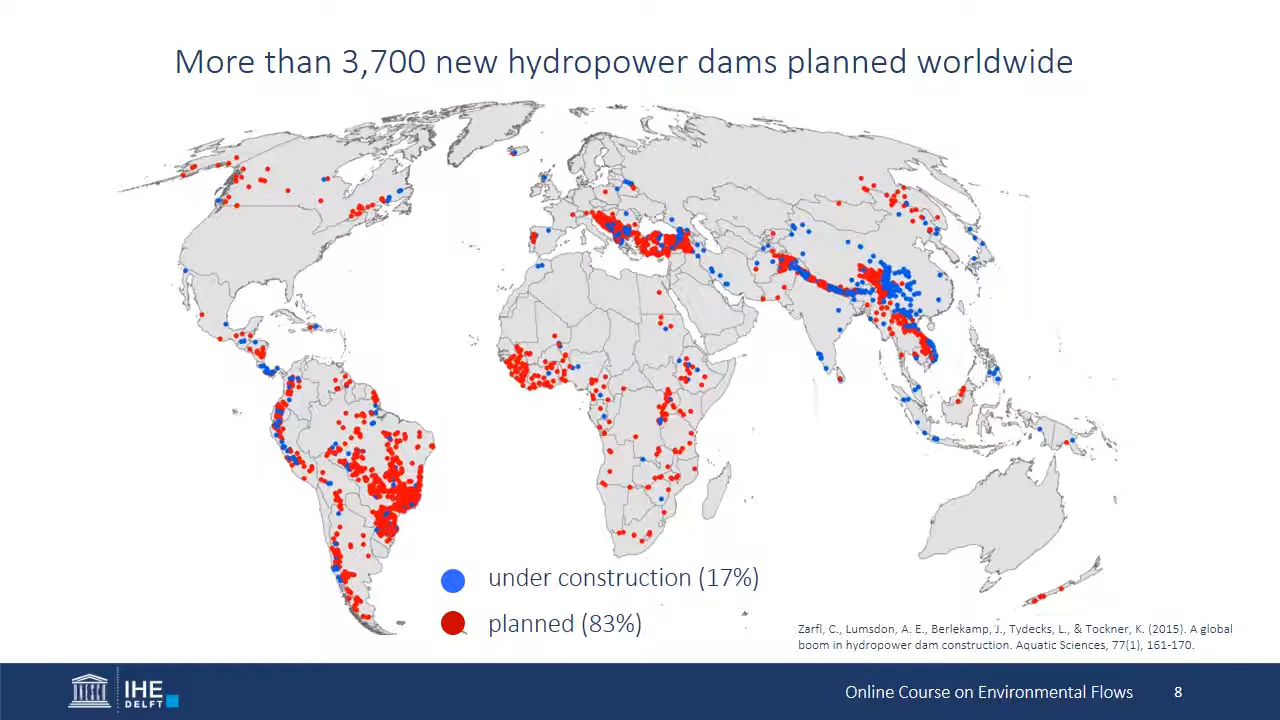 More than 3,700 new hydropower dams planned worldwide
under construction (17%)
planned (83%)
Zarfl, C., Lumsdon, A. E., Berlekamp, J., Tydecks, L., & Tockner, K. (2015). A global
boom in hydropower dam construction. Aquatic Sciences, 77(1), 161-170.
UNESCO
IHE
DELFT
Online Course on Environmental Flows
8